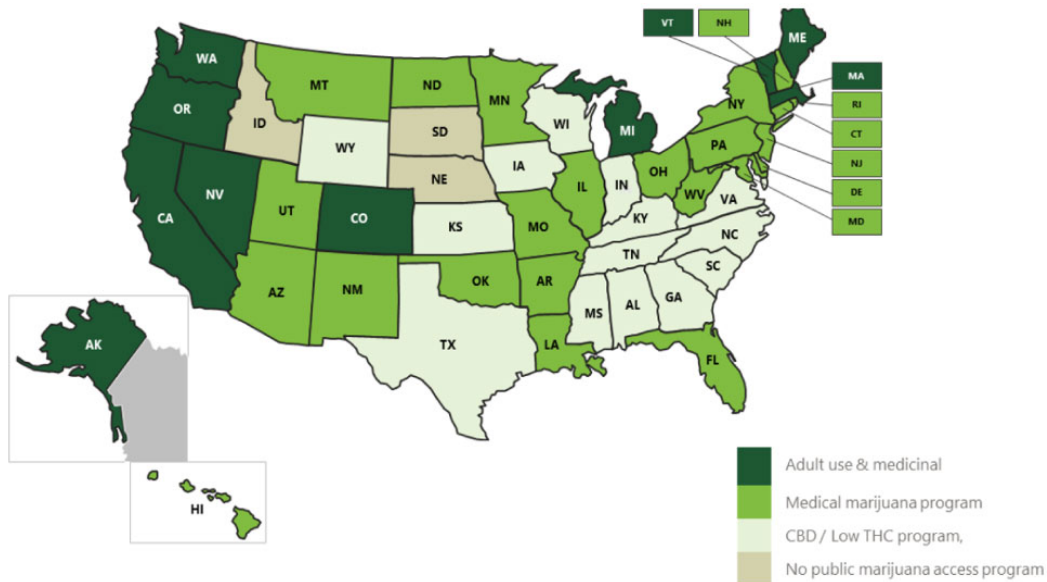 VT
NH
ME
WA
MA
MT
ND
MN
OR
RI
NY
ID
SD
WI
MI
CT
WY
PA
IA
NJ
NE
OH
NV
IL
IN
DE
UT
CO
WV
VA
CA
KS
MO
KY
MD
NC
TN
OK
AR
SC
AZ
NM
MS
AL
GA
TX
LA
AK
FL
HI
Adult use & medicinal
Medical marijuana program
CBD / Low THC program,
No public marijuana access program